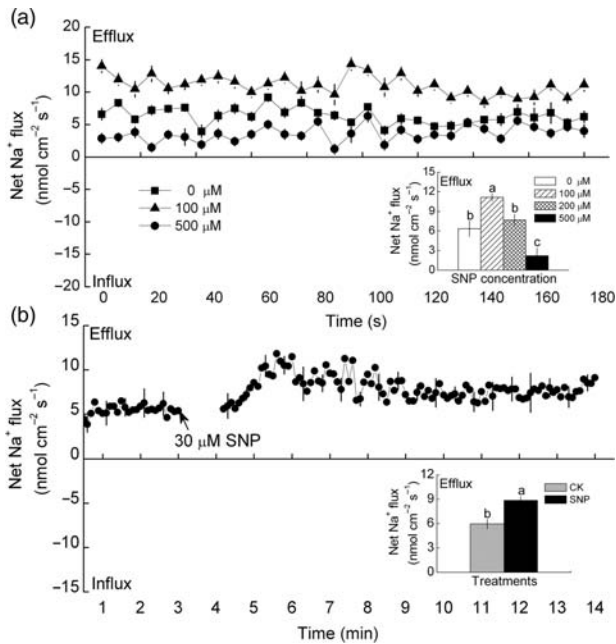 (a)
Efflux
Net Na⁺ flux
(nmol cm⁻² s⁻¹)
20
15
10
5
0
−5
−10
−15
−20
0 μM
100 μM
500 μM
Influx
Efflux
Net Na⁺ flux
(nmol cm⁻² s⁻¹)
15
12
9
6
3
0
b
a
b
c
0 μM
100 μM
200 μM
500 μM
SNP concentration
0 20 40 60 80 100 120 140 160 180
Time (s)
(b)
Efflux
Net Na⁺ flux
(nmol cm⁻² s⁻¹)
15
10
5
0
−5
−10
−15
30 μM SNP
Influx
Efflux
Net Na⁺ flux
(nmol cm⁻² s⁻¹)
9
6
3
0
b
a
CK
SNP
Treatments
1 2 3 4 5 6 7 8 9 10 11 12 13 14
Time (min)